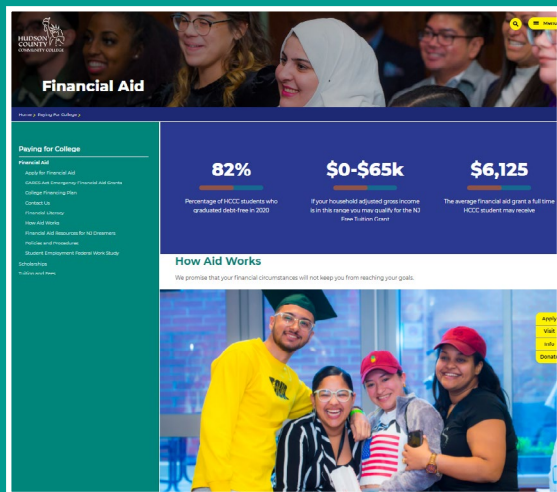 HUDSON
COUNTY
COMMUNITY COLLEGE
Menu
Financial Aid
Home > Paying For College >
Paying for College
Financial Aid
Apply for Financial Aid
CARES Act Emergency Financial Aid Grants
College Financing Plan
Contact Us
Financial Literacy
How Aid Works
Financial Aid Resources for NJ Dreamers
Policies and Procedures
Student Employment Federal Work Study
Scholarships
Tuition and Fees
82%
Percentage of HCCC students who
graduated debt-free in 2020
$0-$65k
If your household adjusted gross income
is in this range you may qualify for the NJ
Free Tuition Grant
$6,125
The average financial aid grant a full time
HCCC student may receive
How Aid Works
We promise that your financial circumstances will not keep you from reaching your goals.
Apply
Visit
Info
Donate